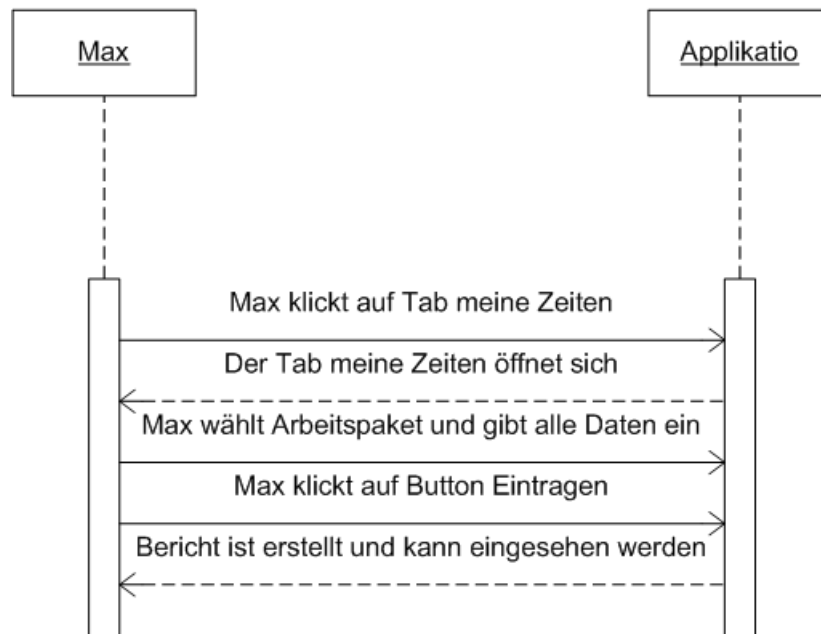 Max
Applikatio
Max klickt auf Tab meine Zeiten
Der Tab meine Zeiten öffnet sich
Max wählt Arbeitspaket und gibt alle Daten ein
Max klickt auf Button Eintragen
Bericht ist erstellt und kann eingesehen werden